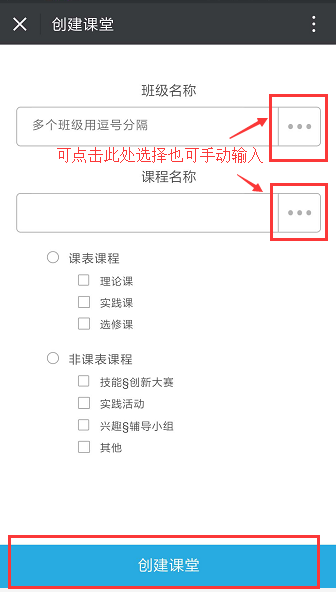 创建课堂
班级名称
多个班级用逗号分隔
可点击此处选择也可手动输入
课程名称
课表课程
理论课
实践课
选修课
非课表课程
技能§创新大赛
实践活动
兴趣§辅导小组
其他
创建课堂